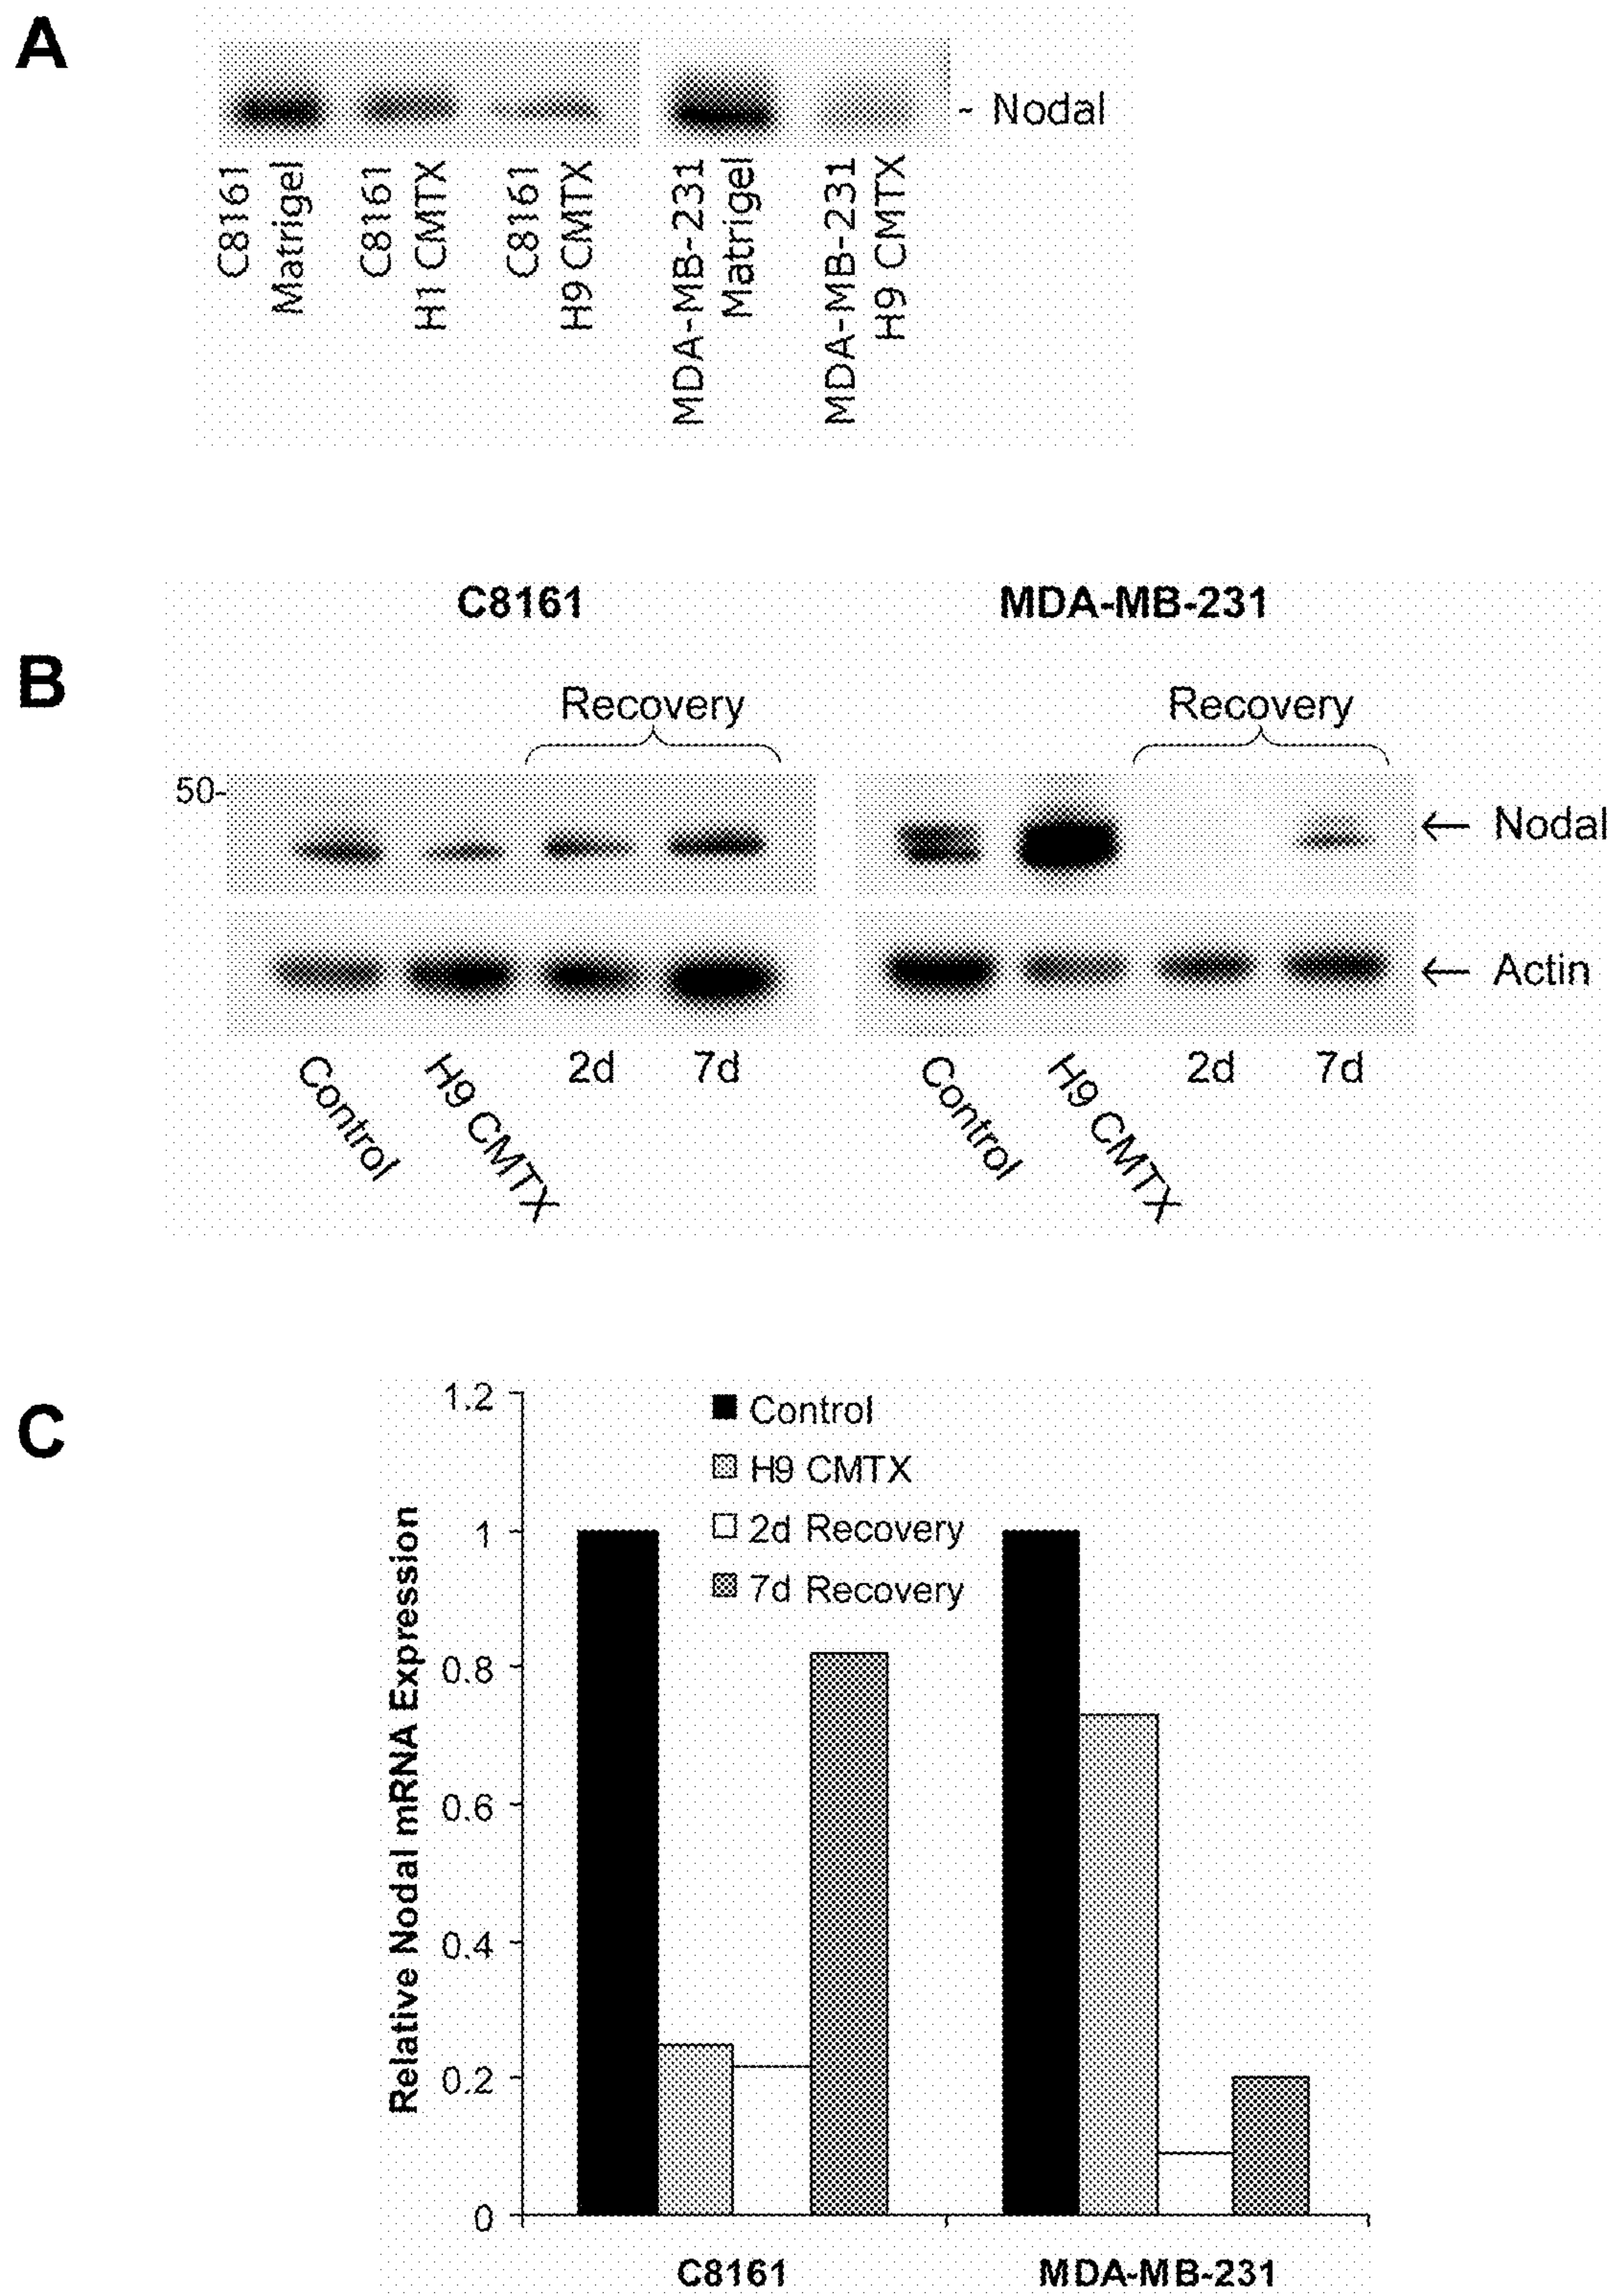 A
- Nodal
C8161
Matrigel
C8161
H1 CMTX
C8161
H9 CMTX
MDA-MB-231
Matrigel
MDA-MB-231
H9 CMTX
B
C8161
MDA-MB-231
Recovery
Recovery
50-
← Nodal
← Actin
Control
H9 CMTX
2d
7d
Control
H9 CMTX
2d
7d
C
Relative Nodal mRNA Expression
1.2
1
0.8
0.6
0.4
0.2
0
Control
H9 CMTX
2d Recovery
7d Recovery
C8161
MDA-MB-231